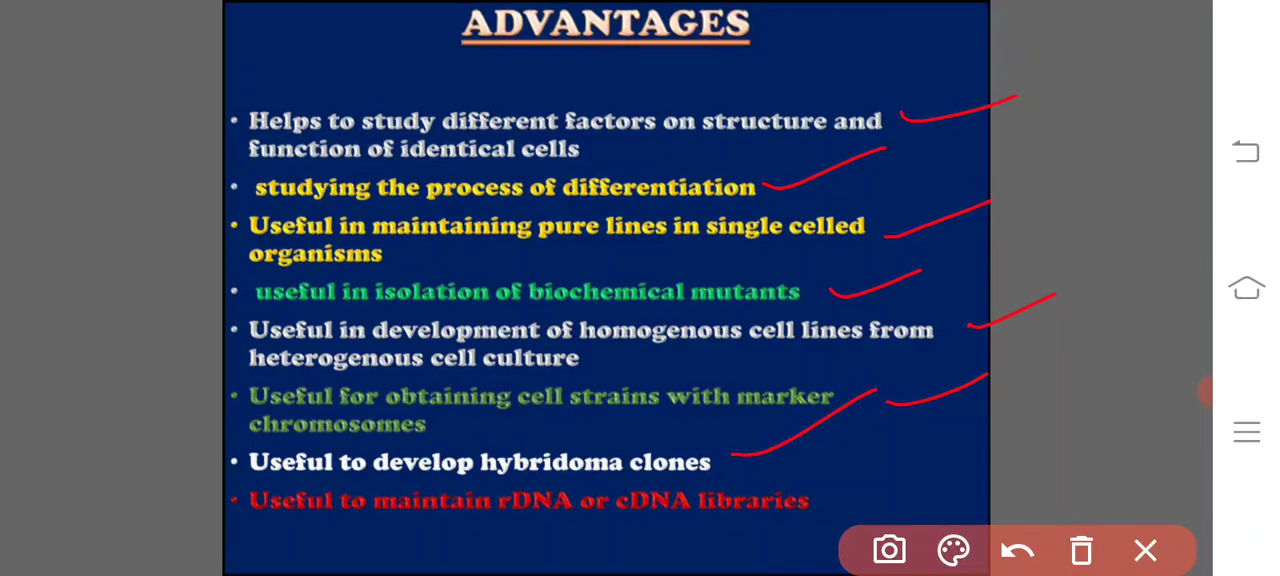 ADVANTAGES
• Helps to study different factors on structure and
function of identical cells
• studying the process of differentiation
• Useful in maintaining pure lines in single celled
organisms
• useful in isolation of biochemical mutants
• Useful in development of homogenous cell lines from
heterogenous cell culture
• Useful for obtaining cell strains with marker
chromosomes
• Useful to develop hybridoma clones
• Useful to maintain rDNA or cDNA libraries